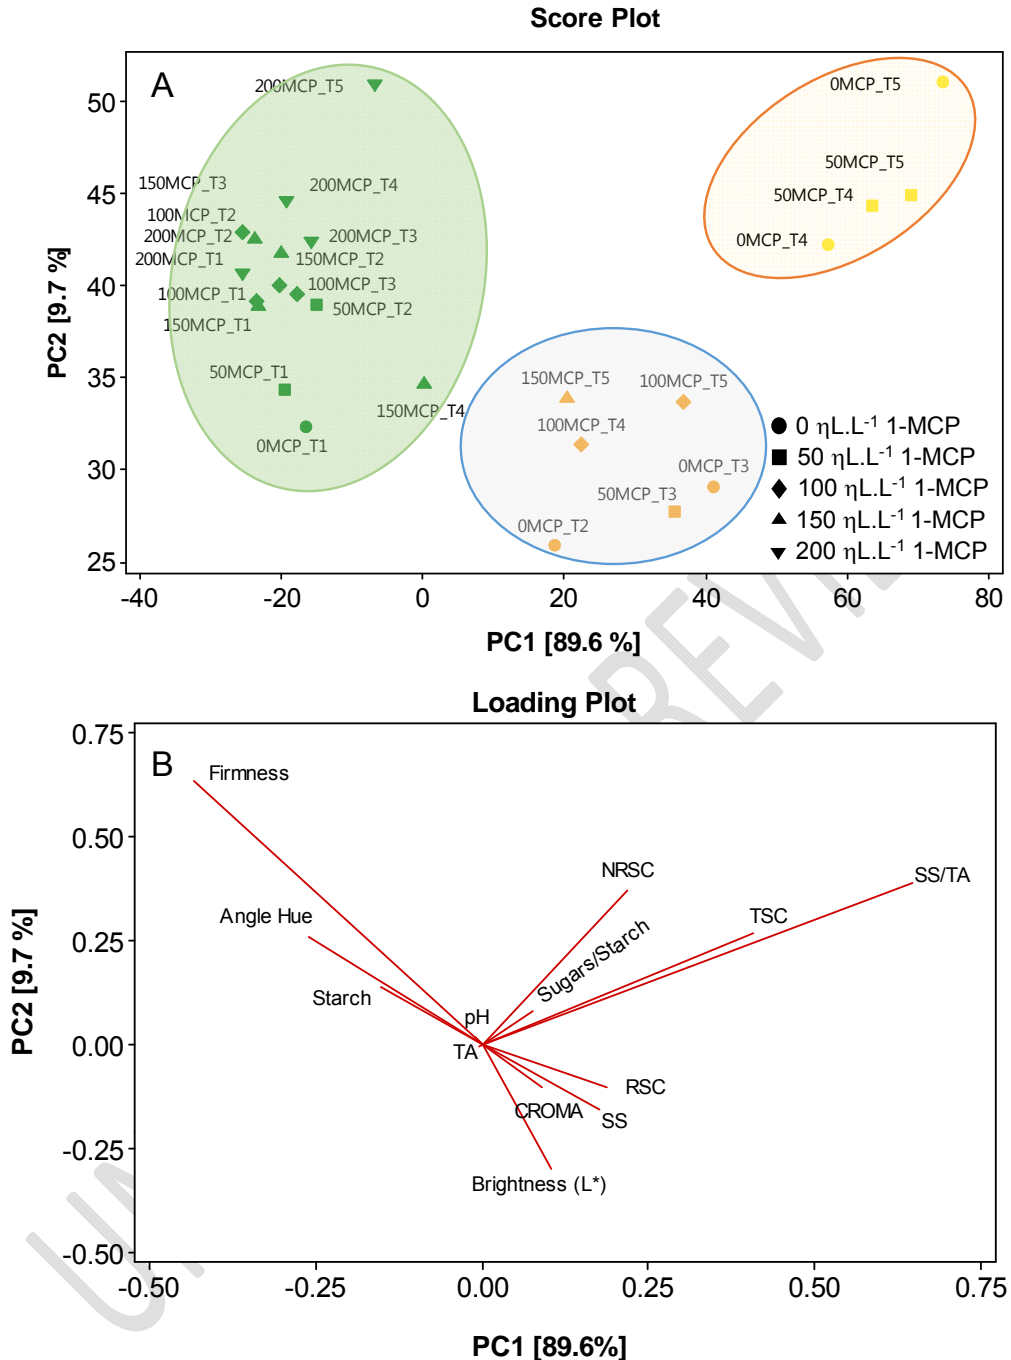 Score Plot
A
200MCP_T5
0MCP_T5
50
150MCP_T3
200MCP_T4
50MCP_T5
45
100MCP_T2
50MCP_T4
200MCP_T2
200MCP_T3
0MCP_T4
200MCP_T1
150MCP_T2
40
100MCP_T1
100MCP_T3
150MCP_T1
50MCP_T2
PC2 [9.7 %]
50MCP_T1
150MCP_T5
100MCP_T5
35
150MCP_T4
100MCP_T4
0 ηL.L-1 1-MCP
0MCP_T1
50 ηL.L-1 1-MCP
30
0MCP_T3
100 ηL.L-1 1-MCP
50MCP_T3
150 ηL.L-1 1-MCP
0MCP_T2
200 ηL.L-1 1-MCP
25
-40 -20 0 20 40 60 80
PC1 [89.6 %]
Loading Plot
0.75
B
Firmness
0.50
NRSC
SS/TA
Angle Hue
TSC
0.25
Sugars/Starch
Starch
PC2 [9.7 %]
pH
0.00
TA
RSC
CROMA
SS
-0.25
Brightness (L*)
-0.50
-0.50 -0.25 0.00 0.25 0.50 0.75
PC1 [89.6%]